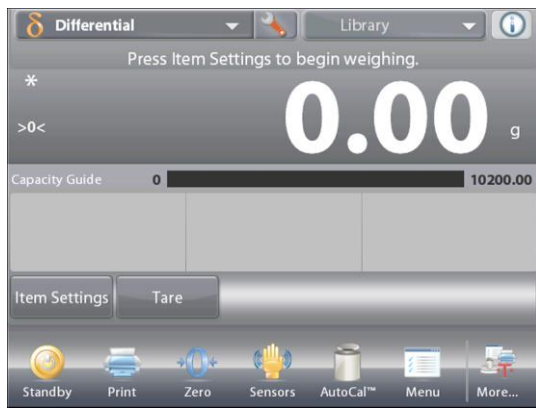 δ Differential Library
Press Item Settings to begin weighing.
*
>0< 0.00 g
Capacity Guide 0 10200.00
Item Settings Tare
Standby Print Zero Sensors AutoCal™ Menu More...